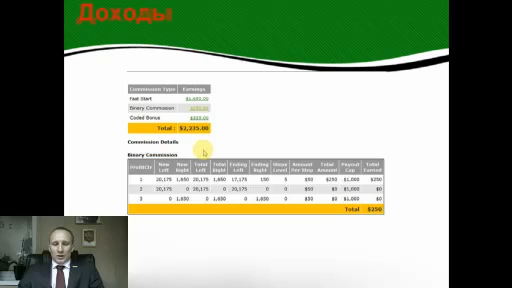 Доходы
Commission Type Earnings
Fast Start
Binary Commission
Coded Bonus
Total : $2,235.00
Commission Details
Binary Commission
ProfitCtr New Left New Right Total Left Total Right Ending Left Ending Right Steps Level Amount Per Step Total Amount Payout Cap Total Earned
1 20,175 1,650 20,175 1,650 17,175 150 5 $50 $250 $1,000 $250
2 20,175 0 20,175 0 20,175 0 0 $50 $0 $1,000 $0
3 0 1,650 0 1,650 0 1,650 0 $50 $0 $1,000 $0
Total $250